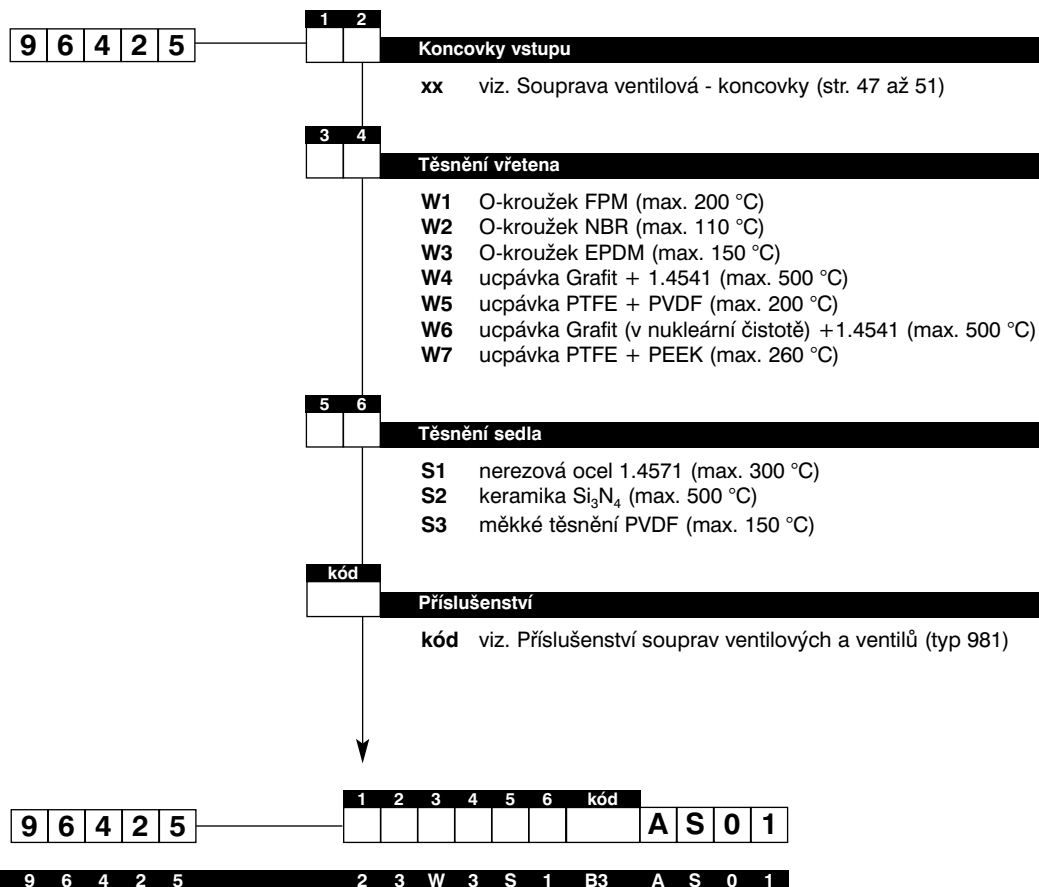 1 2
9 6 4 2 5
Koncovky vstupu
xx viz. Souprava ventilová - koncovky (str. 47 až 51)
3 4
Těsnění vřetena
W1 O-kroužek FPM (max. 200 °C)
W2 O-kroužek NBR (max. 110 °C)
W3 O-kroužek EPDM (max. 150 °C)
W4 ucpávka Grafit + 1.4541 (max. 500 °C)
W5 ucpávka PTFE + PVDF (max. 200 °C)
W6 ucpávka Grafit (v nukleární čistotě) +1.4541 (max. 500 °C)
W7 ucpávka PTFE + PEEK (max. 260 °C)
5 6
Těsnění sedla
S1 nerezová ocel 1.4571 (max. 300 °C)
S2 keramika Si₃N₄ (max. 500 °C)
S3 měkké těsnění PVDF (max. 150 °C)
kód
Příslušenství
kód viz. Příslušenství souprav ventilových a ventilů (typ 981)
1 2 3 4 5 6 kód
9 6 4 2 5 A S 0 1
9 6 4 2 5 2 3 W 3 S 1 B3 A S 0 1